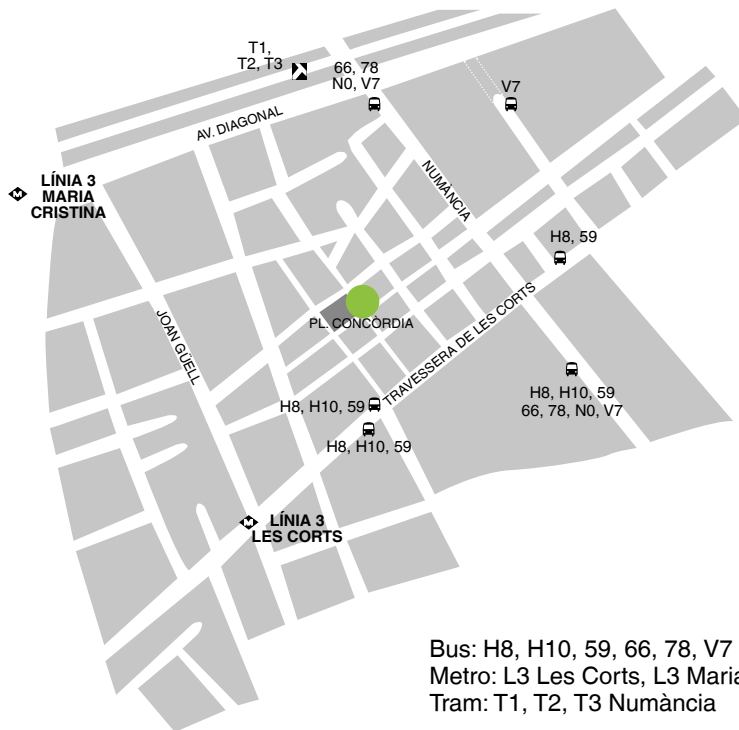 T1,
T2, T3
66, 78
N0, V7
V7
AV. DIAGONAL
LÍNIA 3
MARIA
CRISTINA
NUMÀNCIA
H8, 59
PL. CONCÒRDIA
JOAN GÜELL
TRAVESSERA DE LES CORTS
H8, H10, 59
66, 78, N0, V7
H8, H10, 59
H8, H10, 59
LÍNIA 3
LES CORTS
Bus: H8, H10, 59, 66, 78, V7
Metro: L3 Les Corts, L3 Maria
Tram: T1, T2, T3 Numància